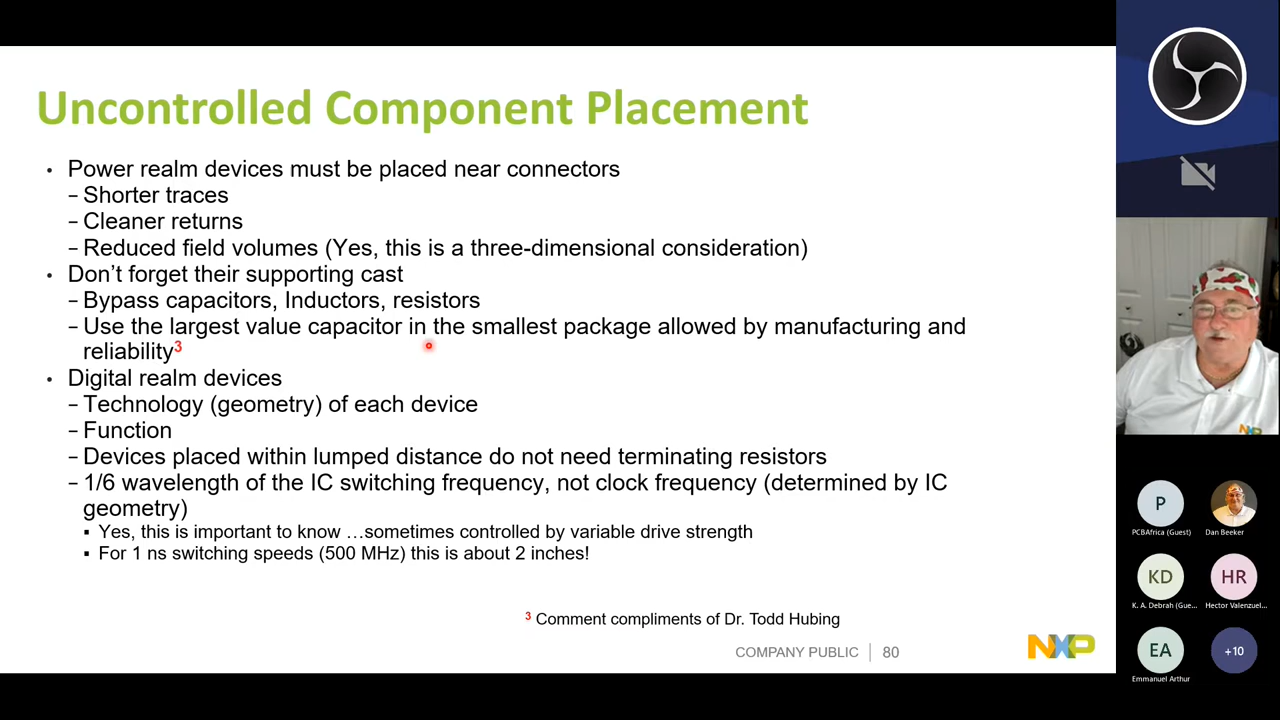 Uncontrolled Component Placement
• Power realm devices must be placed near connectors
– Shorter traces
– Cleaner returns
– Reduced field volumes (Yes, this is a three-dimensional consideration)
• Don’t forget their supporting cast
– Bypass capacitors, Inductors, resistors
– Use the largest value capacitor in the smallest package allowed by manufacturing and
reliability3
• Digital realm devices
– Technology (geometry) of each device
– Function
– Devices placed within lumped distance do not need terminating resistors
– 1/6 wavelength of the IC switching frequency, not clock frequency (determined by IC
geometry)
▪ Yes, this is important to know …sometimes controlled by variable drive strength
▪ For 1 ns switching speeds (500 MHz) this is about 2 inches!
3 Comment compliments of Dr. Todd Hubing
COMPANY PUBLIC | 80
NXP
P
PCBAfrica (Guest)
Dan Beeker
KD
K. A. Debrah (Gue...
HR
Hector Valenzuel...
EA
Emmanuel Arthur
+10